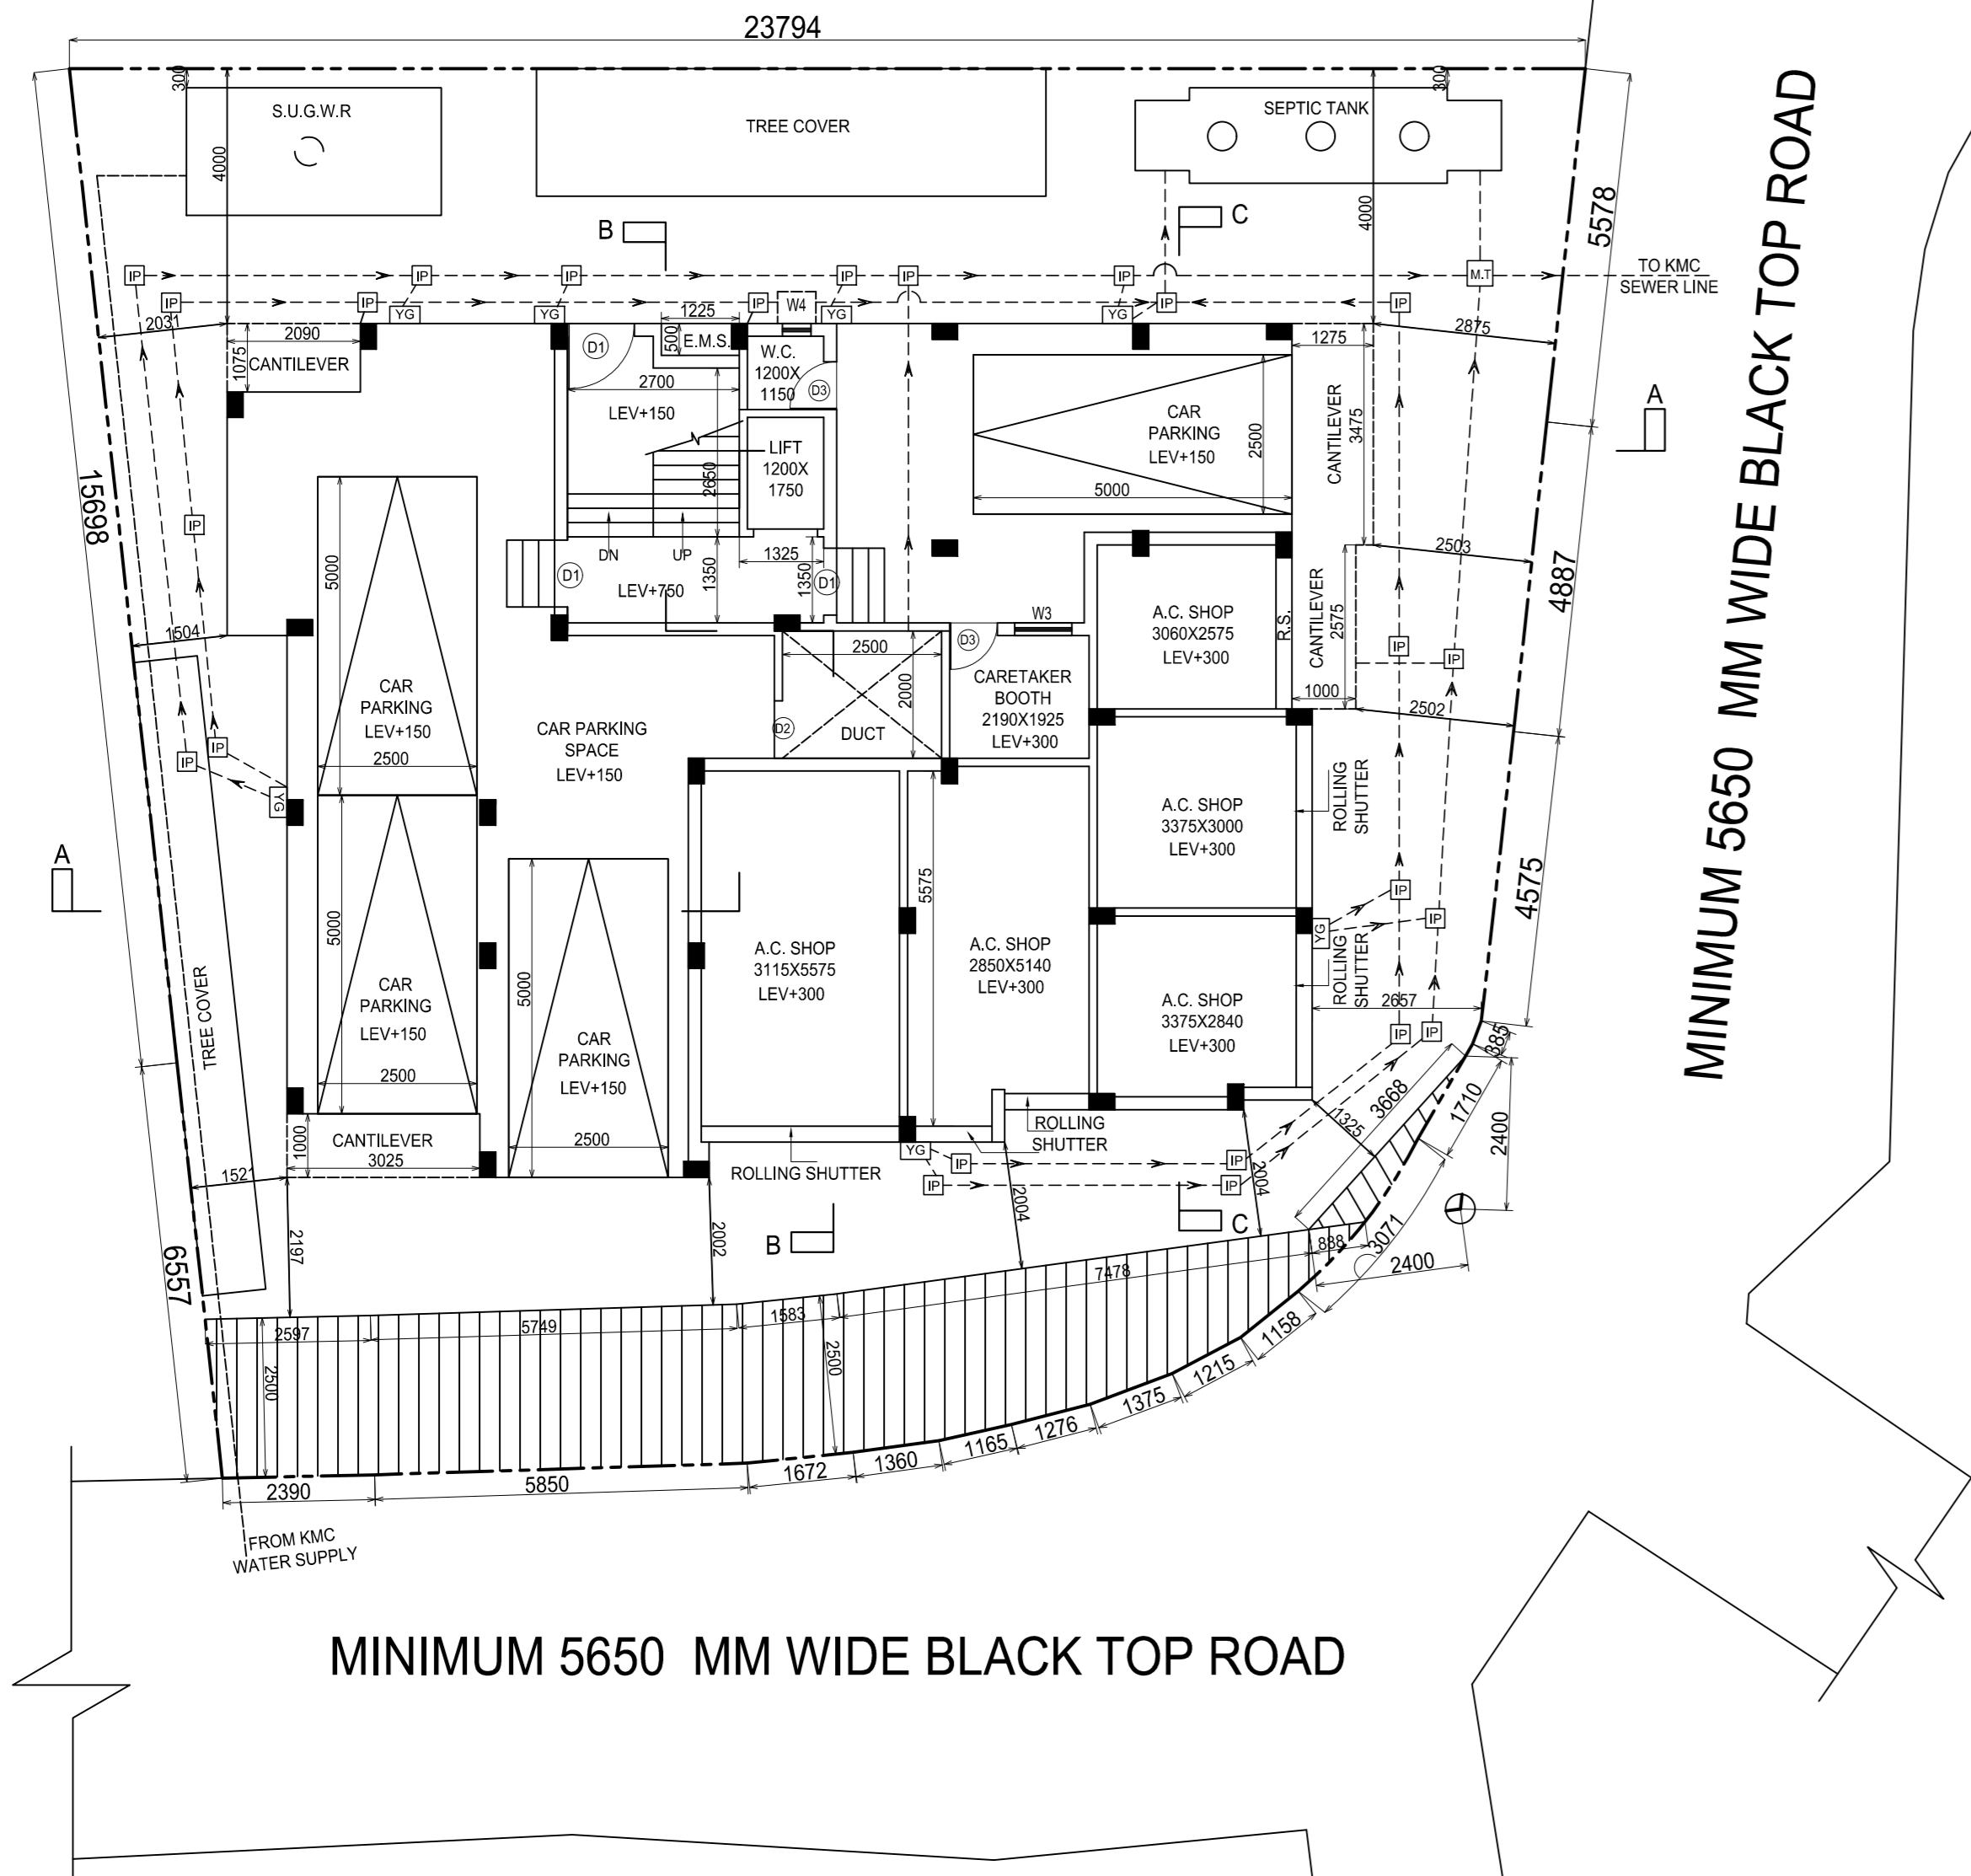 23794
300
300
S.U.G.W.R
TREE COVER
SEPTIC TANK
4000
4000
5578
B
C
IP
IP
IP
IP
IP
IP
M.T
TO KMC
SEWER LINE
IP
IP
IP
IP
IP
W4
YG
YG
YG
YG
2031
2090
1075
CANTILEVER
1225
500
E.M.S.
D1
W.C.
1200X
1150
D3
2700
LEV+150
2650
LIFT
1200X
1750
CAR
PARKING
LEV+150
2500
5000
1275
2875
CANTILEVER
3475
A
15698
IP
5000
DN
UP
1325
1350
1350
D1
D1
LEV+750
2503
4887
1504
CAR
PARKING
LEV+150
2500
CAR PARKING
SPACE
LEV+150
2500
2000
D2
DUCT
W3
D3
CARETAKER
BOOTH
2190X1925
LEV+300
A.C. SHOP
3060X2575
LEV+300
R.S.
CANTILEVER
2575
1000
IP
IP
2502
IP
IP
YG
A
A.C. SHOP
3375X3000
LEV+300
ROLLING
SHUTTER
4575
5000
5000
5575
CAR
PARKING
LEV+150
2500
CAR
PARKING
LEV+150
2500
A.C. SHOP
3115X5575
LEV+300
A.C. SHOP
2850X5140
LEV+300
A.C. SHOP
3375X2840
LEV+300
YG
IP
IP
ROLLING
SHUTTER
2657
IP
IP
385
TREE COVER
1000
CANTILEVER
3025
1521
ROLLING SHUTTER
ROLLING
SHUTTER
YG
IP
IP
IP
IP
1325
3668
1710
2400
2197
2002
2004
2004
B
C
6557
888
3071
2400
7478
1583
5749
2597
2500
2500
2390
5850
1672
1360
1165
1276
1375
1215
1158
FROM KMC
WATER SUPPLY
MINIMUM 5650 MM WIDE BLACK TOP ROAD
MINIMUM 5650 MM WIDE BLACK TOP ROAD